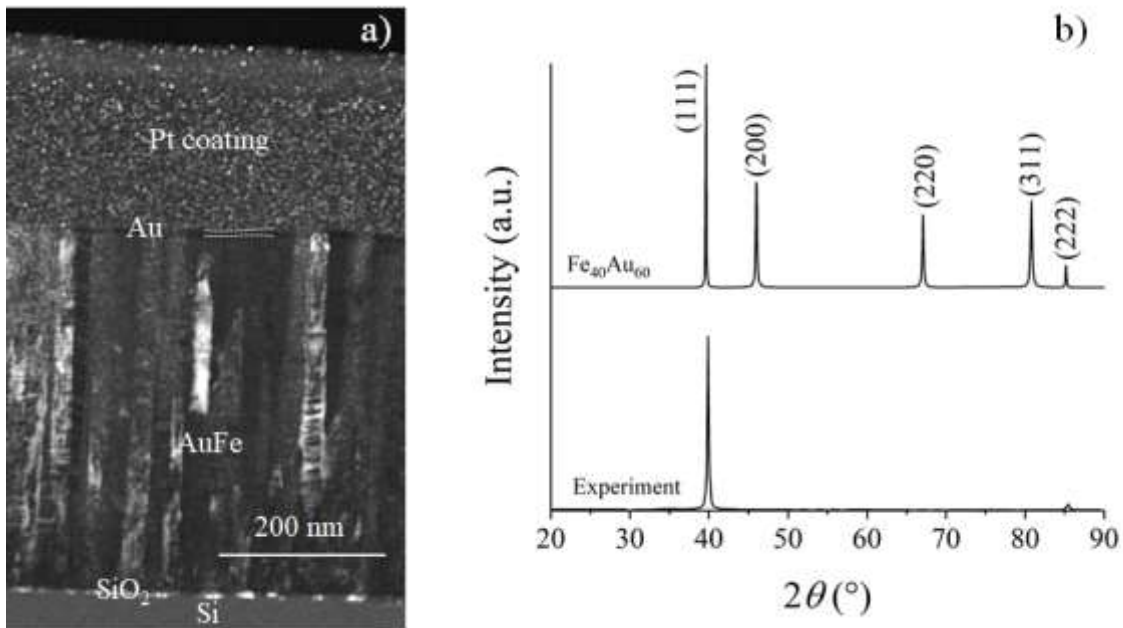 a)
Pt coating
Au
AuFe
200 nm
SiO₂
Si
b)
Intensity (a.u.)
(111)
(200)
(220)
(311)
(222)
Fe₄₀Au₆₀
Experiment
20 30 40 50 60 70 80 90
2θ (°)